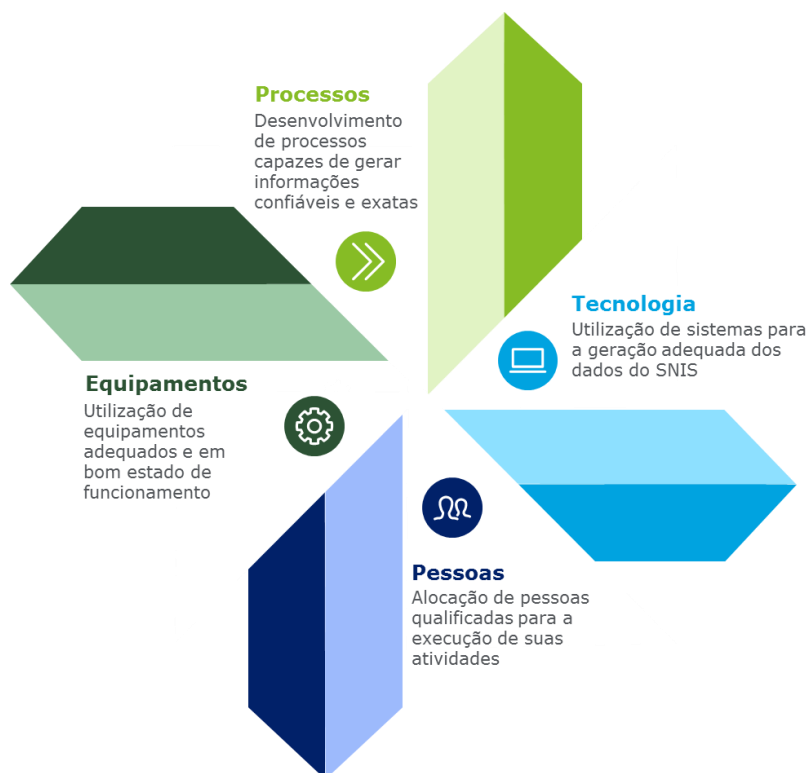 Processos
Desenvolvimento
de processos
capazes de gerar
informações
confiáveis e exatas
Tecnologia
Utilização de sistemas para
a geração adequada dos
dados do SNIS
Equipamentos
Utilização de
equipamentos
adequados e em
bom estado de
funcionamento
Pessoas
Alocação de pessoas
qualificadas para a
execução de suas
atividades